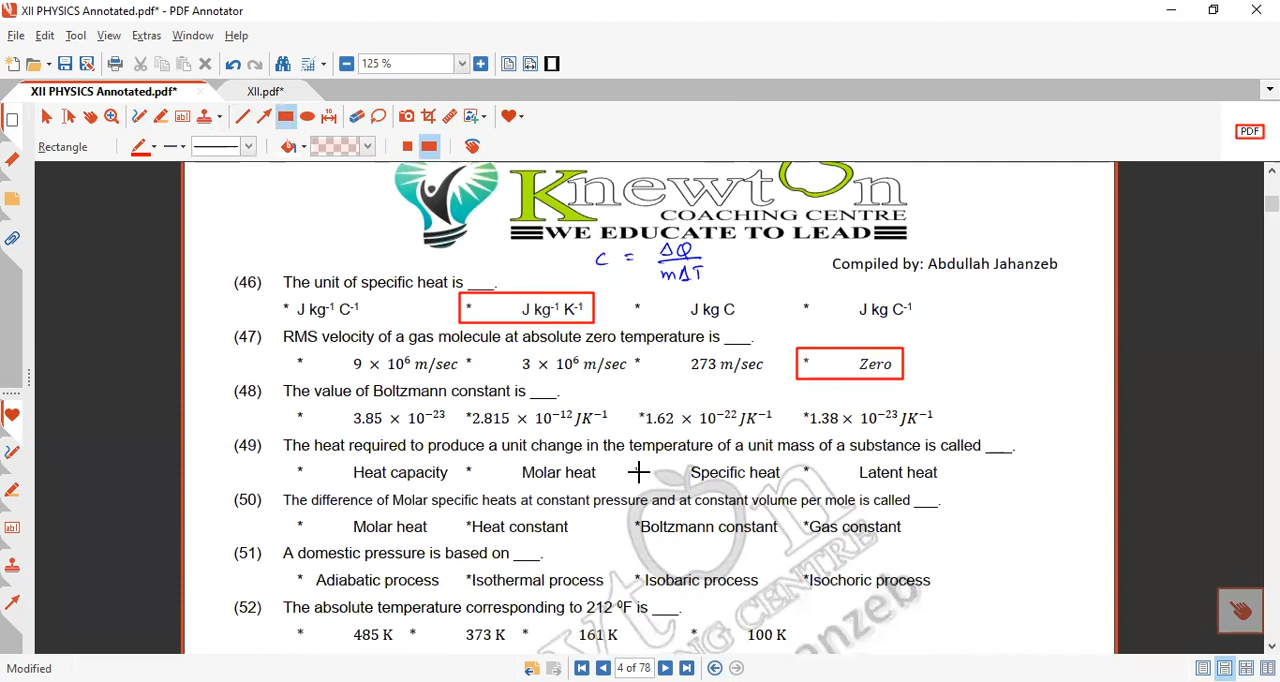 XII PHYSICS Annotated.pdf* - PDF Annotator
File Edit Tool View Extras Window Help
125 %
XII PHYSICS Annotated.pdf* XII.pdf*
Rectangle
PDF
Knewton
COACHING CENTRE
WE EDUCATE TO LEAD
C = ΔQ / mΔT
Compiled by: Abdullah Jahanzeb
(46) The unit of specific heat is ___.
* J kg⁻¹ C⁻¹ * J kg⁻¹ K⁻¹ * J kg C * J kg C⁻¹
(47) RMS velocity of a gas molecule at absolute zero temperature is ___.
* 9 × 10⁶ m/sec * 3 × 10⁶ m/sec * 273 m/sec * Zero
(48) The value of Boltzmann constant is ___.
* 3.85 × 10⁻²³ *2.815 × 10⁻¹² JK⁻¹ *1.62 × 10⁻²² JK⁻¹ *1.38 × 10⁻²³ JK⁻¹
(49) The heat required to produce a unit change in the temperature of a unit mass of a substance is called ___.
* Heat capacity * Molar heat Specific heat * Latent heat
(50) The difference of Molar specific heats at constant pressure and at constant volume per mole is called ___.
* Molar heat *Heat constant *Boltzmann constant *Gas constant
(51) A domestic pressure is based on ___.
* Adiabatic process *Isothermal process * Isobaric process *Isochoric process
(52) The absolute temperature corresponding to 212 ⁰F is ___.
* 485 K * 373 K * 161 K * 100 K
Modified
4 of 78